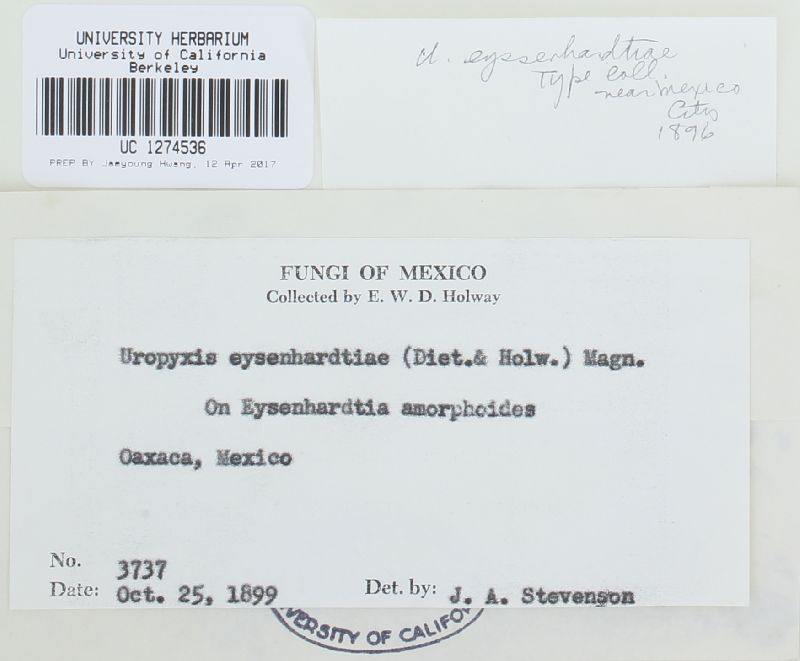 UNIVERSITY HERBARIUM
University of California
Berkeley
UC 1274536
PREP BY Jaeyoung Hwang, 12 Apr 2017
U. eysenhardtiae
Type coll.
near Mexico
City
1896
FUNGI OF MEXICO
Collected by E. W. D. Holway
Uropyxis eysenhardtiae (Diet.& Holw.) Magn.
On Eysenhardtia amorphoides
Oaxaca, Mexico
No. 3737
Date: Oct. 25, 1899 Det. by: J. A. Stevenson
VERSITY OF CALIFO